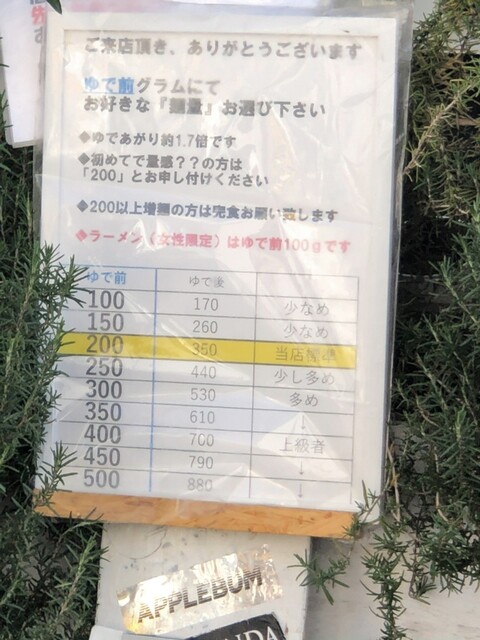 ご来店頂き、ありがとうございます
ゆで前グラムにて
お好きな『麺量』お選び下さい
◆ゆであがり約1.7倍です
◆初めてで量感？？の方は
「200」とお申し付けください
◆200以上増麺の方は完食お願い致します
◆ラーメン（女性限定）はゆで前100gです
ゆで前 ゆで後
100 170 少なめ
150 260 少なめ
200 350 当店標準
250 440 少し多め
300 530 多め
350 610 ↓
400 700 上級者
450 790 ↓
500 880 ↓
APPLEBUM